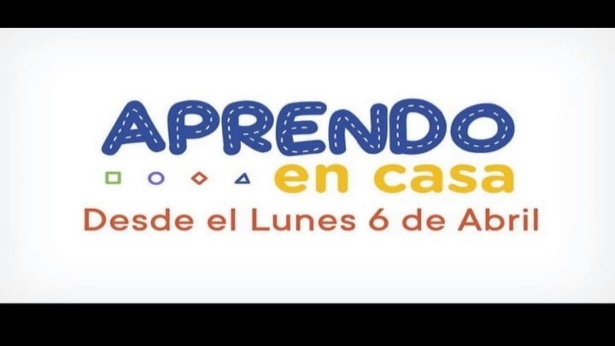 APRENDO
en casa
Desde el Lunes 6 de Abril